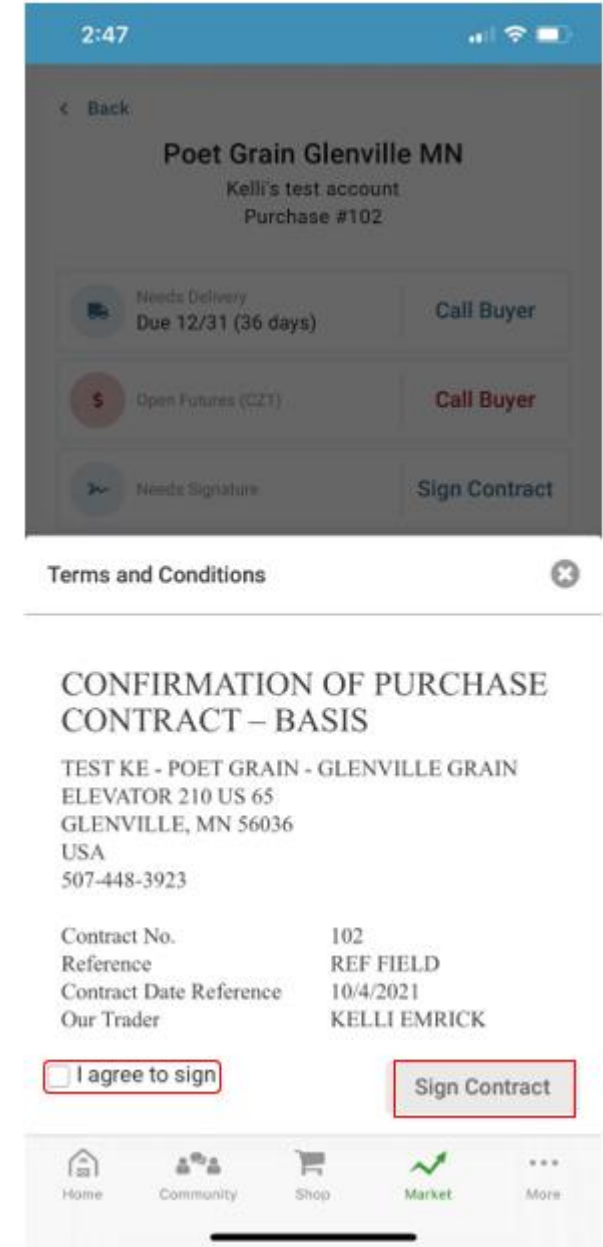 2:47
Back
Poet Grain Glenville MN
Kelli's test account
Purchase #102
Needs Delivery
Due 12/31 (36 days)
Call Buyer
$
Open Futures (CZ1)
Call Buyer
Needs Signature
Sign Contract
Terms and Conditions
CONFIRMATION OF PURCHASE
CONTRACT – BASIS
TEST KE - POET GRAIN - GLENVILLE GRAIN
ELEVATOR 210 US 65
GLENVILLE, MN 56036
USA
507-448-3923
Contract No. 102
Reference REF FIELD
Contract Date Reference 10/4/2021
Our Trader KELLI EMRICK
I agree to sign
Sign Contract
Home Community Shop Market More